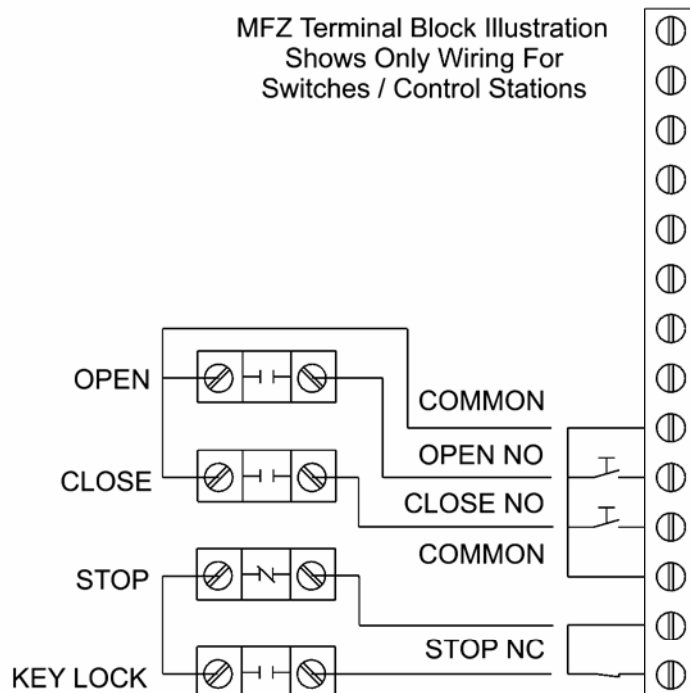 MFZ Terminal Block Illustration
Shows Only Wiring For
Switches / Control Stations
OPEN
COMMON
OPEN NO
CLOSE
CLOSE NO
COMMON
STOP
STOP NC
KEY LOCK